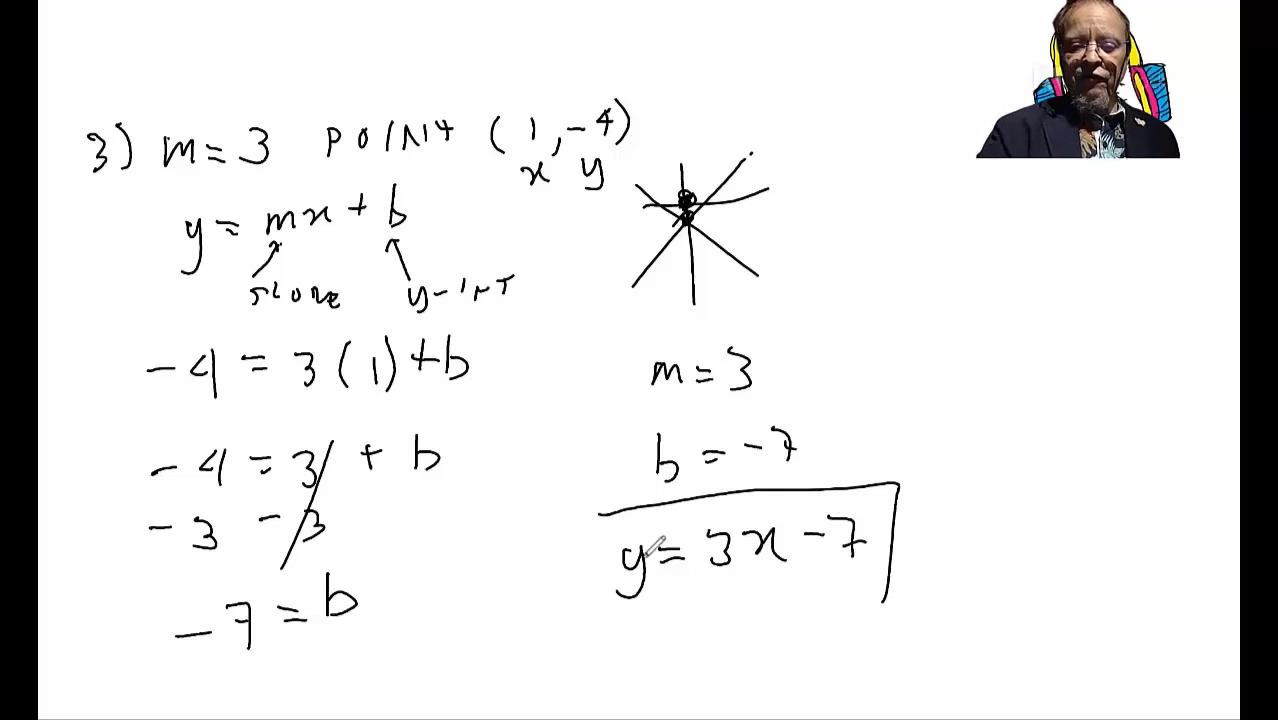 3) m = 3 POINT (1, -4)
x y
y = mx + b
SLOPE y-INT
-4 = 3(1) + b
-4 = 3 + b
-3 -3
-7 = b
m = 3
b = -7
y = 3x - 7